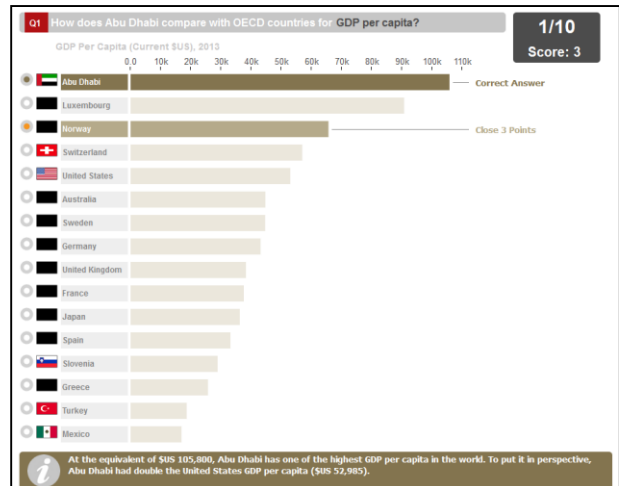 Q1 How does Abu Dhabi compare with OECD countries for GDP per capita?
1/10
Score: 3
GDP Per Capita (Current $US), 2013
0.0 10k 20k 30k 40k 50k 60k 70k 80k 90k 100k 110k
Abu Dhabi Correct Answer
Luxembourg
Norway Close 3 Points
Switzerland
United States
Australia
Sweden
Germany
United Kingdom
France
Japan
Spain
Slovenia
Greece
Turkey
Mexico
At the equivalent of $US 105,800, Abu Dhabi has one of the highest GDP per capita in the world. To put it in perspective,
Abu Dhabi had double the United States GDP per capita ($US 52,985).